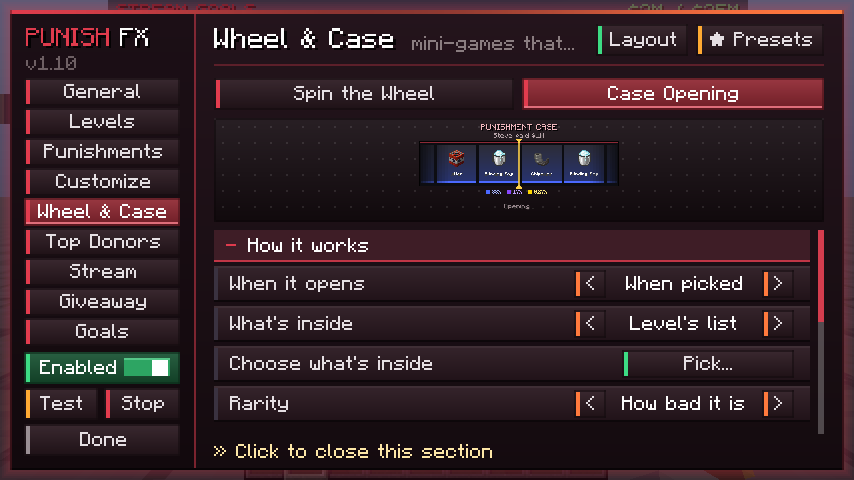 PUNISH FX
v1.10
General
Levels
Punishments
Customize
Wheel & Case
Top Donors
Stream
Giveaway
Goals
Enabled
Test
Stop
Done
Wheel & Case
mini-games that...
Layout
Presets
Spin the Wheel
Case Opening
PUNISHMENT CASE
Opening
How it works
When it opens
When picked
What's inside
Level's list
Choose what's inside
Pick...
Rarity
How bad it is
» Click to close this section